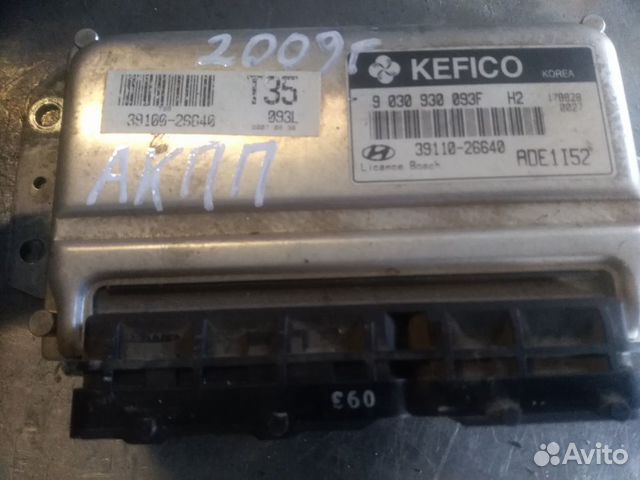 2009г
KEFICO
KOREA
T35
9 030 930 093F H2
39100-26640
093L
39110-26640
ADE1I52
Licence Bosch
АКПП
093
Avito